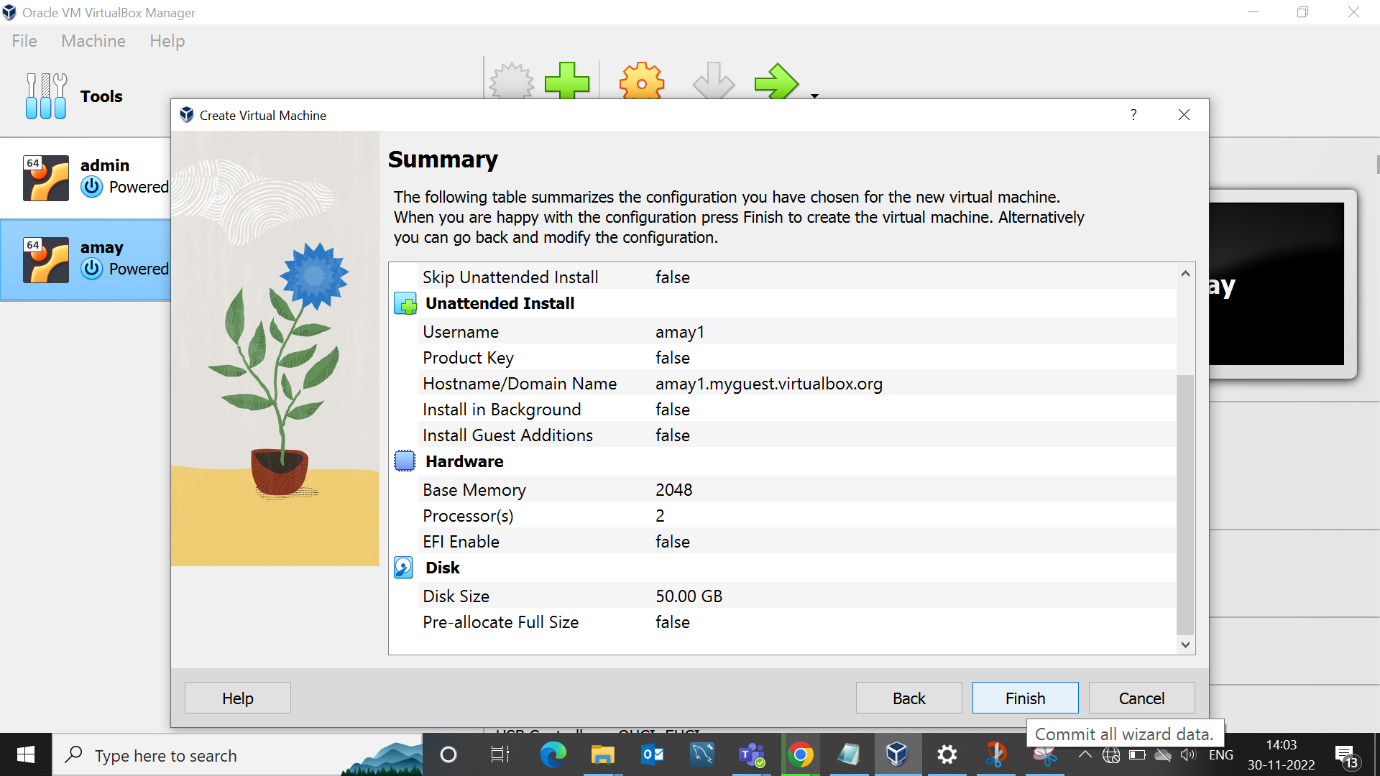 Oracle VM VirtualBox Manager
File Machine Help
Tools
64
admin
Powered
64
amay
Powered
Create Virtual Machine
?
Summary
The following table summarizes the configuration you have chosen for the new virtual machine.
When you are happy with the configuration press Finish to create the virtual machine. Alternatively
you can go back and modify the configuration.
Skip Unattended Install false
Unattended Install
Username amay1
Product Key false
Hostname/Domain Name amay1.myguest.virtualbox.org
Install in Background false
Install Guest Additions false
Hardware
Base Memory 2048
Processor(s) 2
EFI Enable false
Disk
Disk Size 50.00 GB
Pre-allocate Full Size false
ay
Help Back Finish Cancel
Commit all wizard data.
Type here to search
ENG
14:03
30-11-2022
13